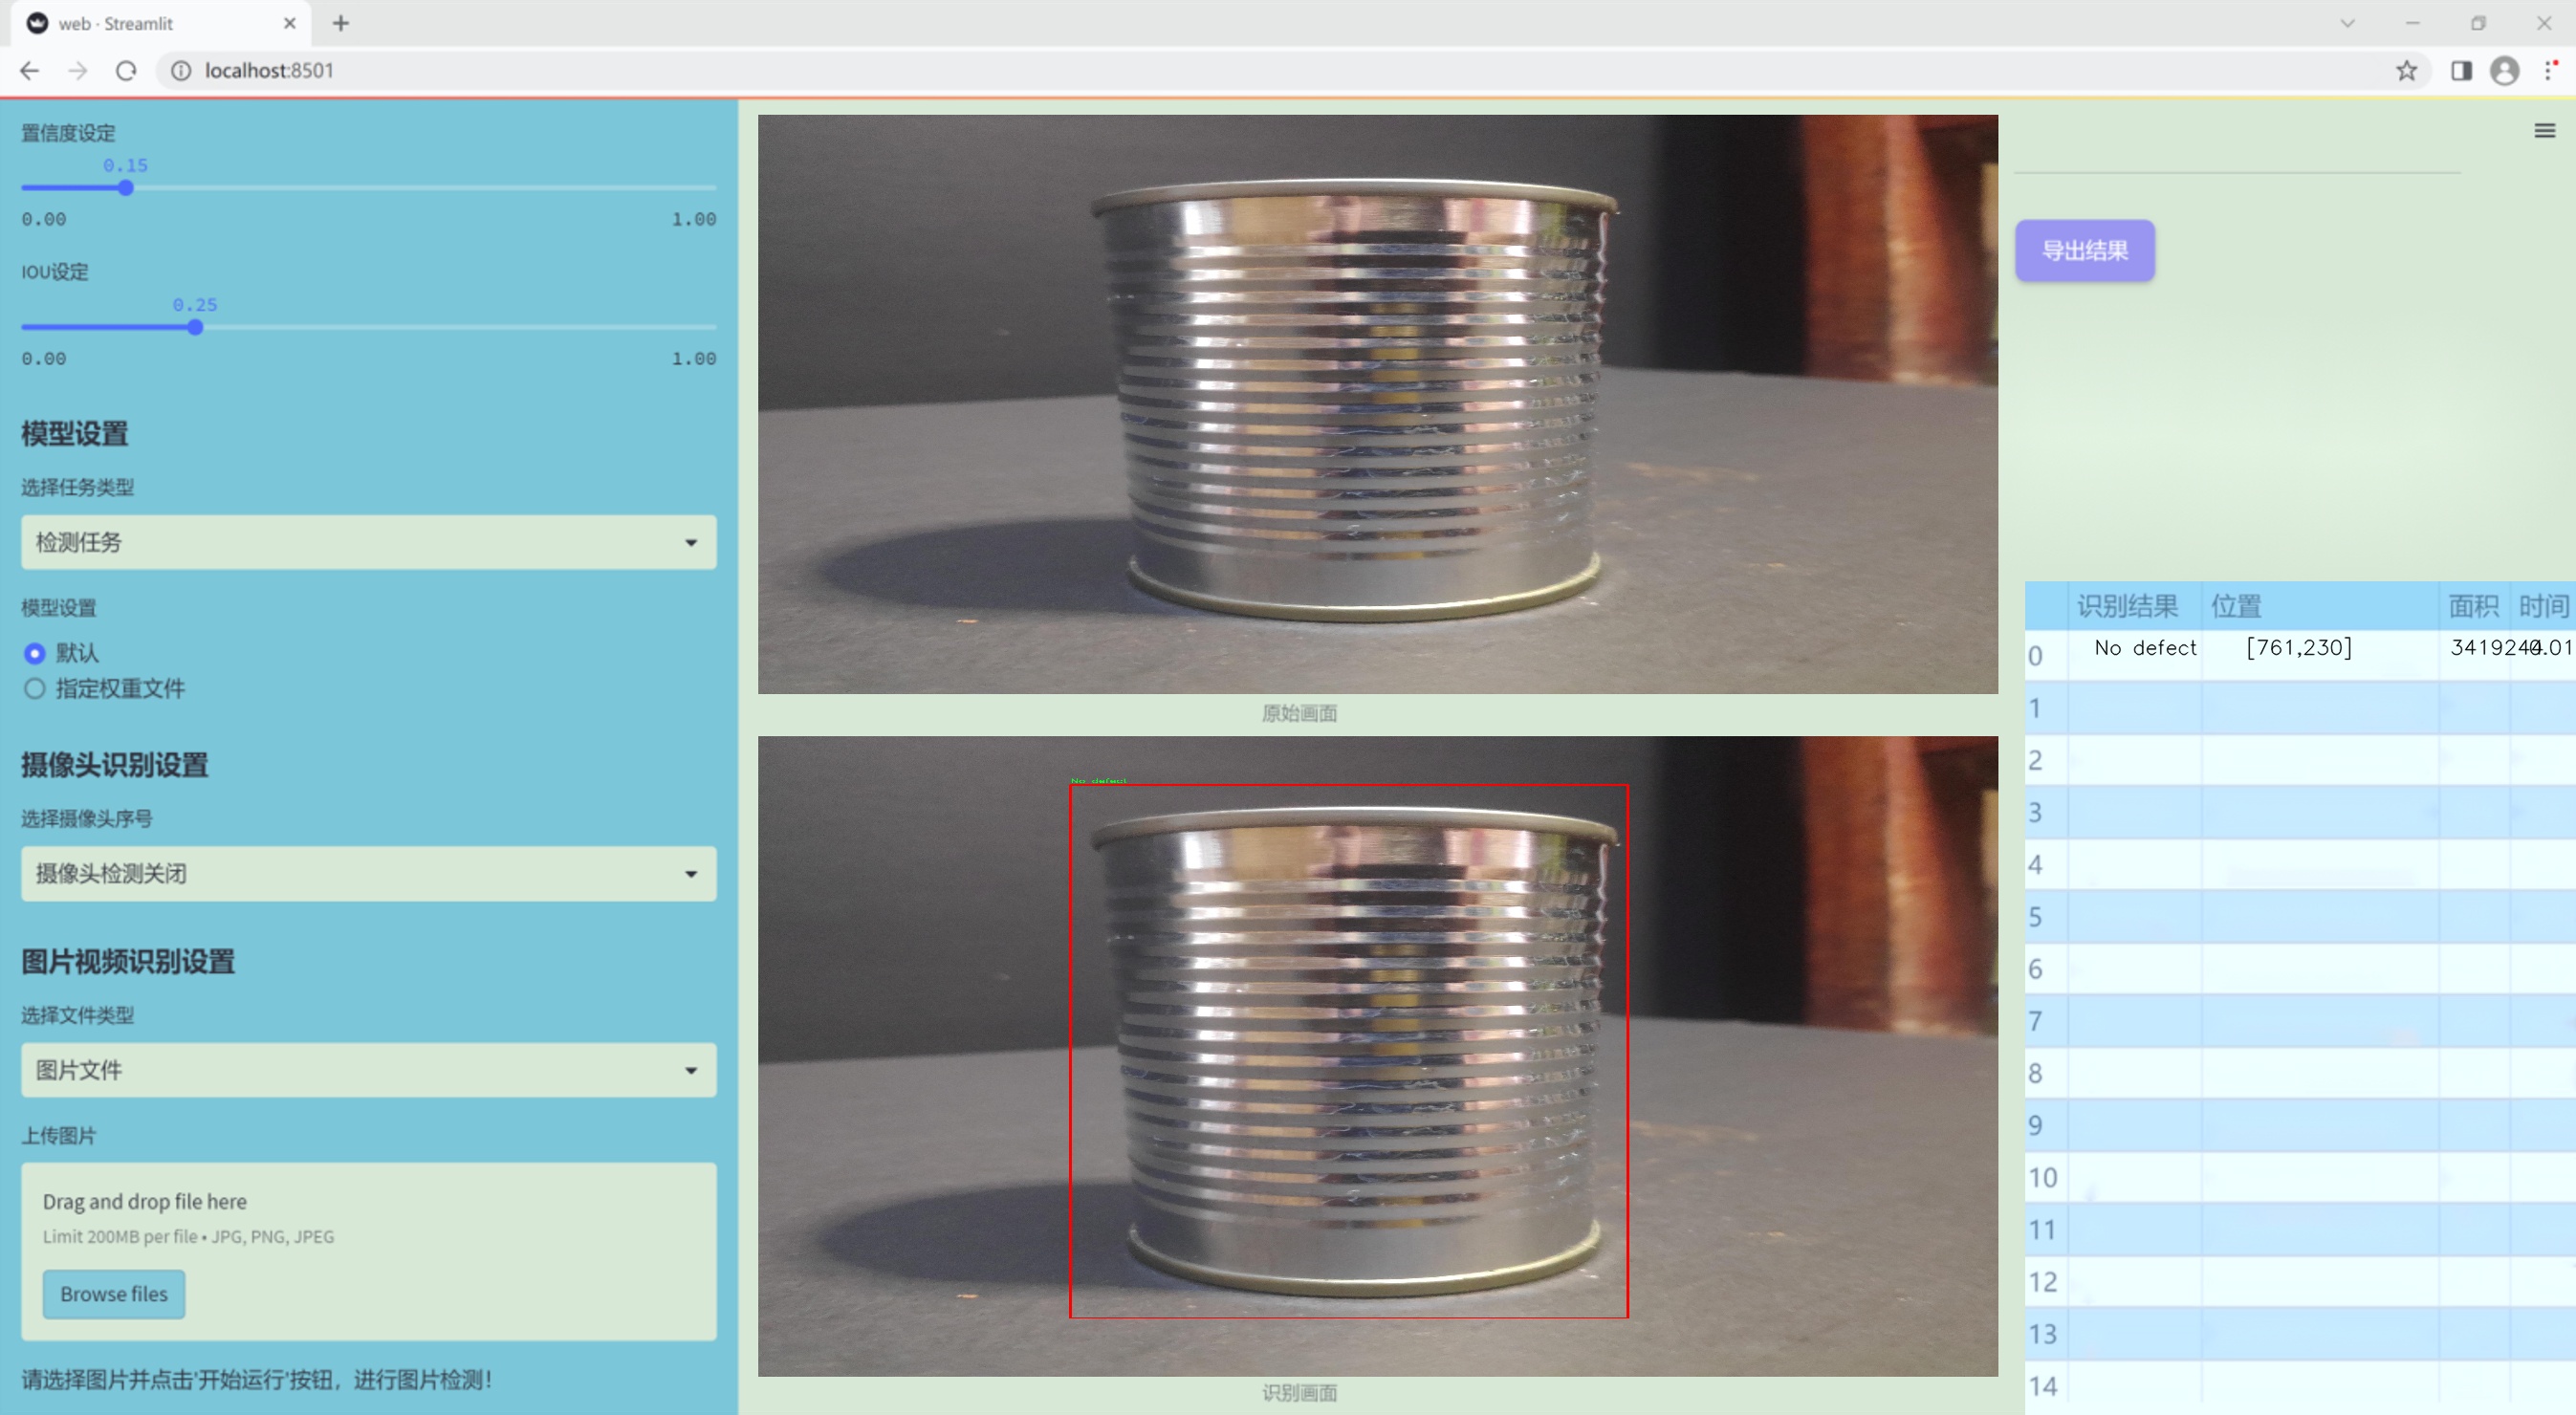 web · Streamlit
localhost:8501
置信度设定
0.15
0.00 1.00
IOU设定
0.25
0.00 1.00
模型设置
选择任务类型
检测任务
模型设置
默认
指定权重文件
摄像头识别设置
选择摄像头序号
摄像头检测关闭
图片视频识别设置
选择文件类型
图片文件
上传图片
Drag and drop file here
Limit 200MB per file • JPG, PNG, JPEG
Browse files
请选择图片并点击'开始运行'按钮，进行图片检测！
原始画面
No defect
识别画面
导出结果
识别结果 位置 面积 时间
0 No defect [761,230]
1
2
3
4
5
6
7
8
9
10
11
12
13
14